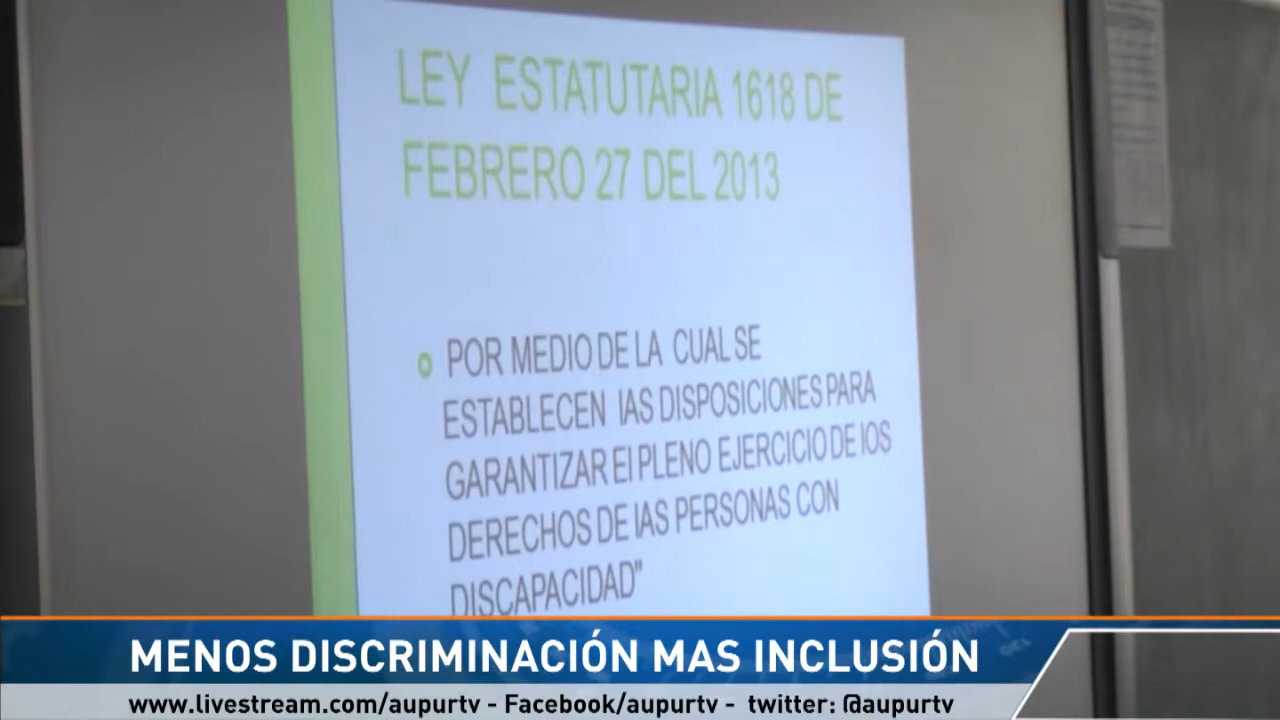 LEY ESTATUTARIA 1618 DE
FEBRERO 27 DEL 2013
POR MEDIO DE LA CUAL SE
ESTABLECEN lAS DISPOSICIONES PARA
GARANTIZAR El PLENO EJERCICIO DE lOS
DERECHOS DE lAS PERSONAS CON
DISCAPACIDAD"
MENOS DISCRIMINACIÓN MAS INCLUSIÓN
www.livestream.com/aupurtv - Facebook/aupurtv - twitter: @aupurtv